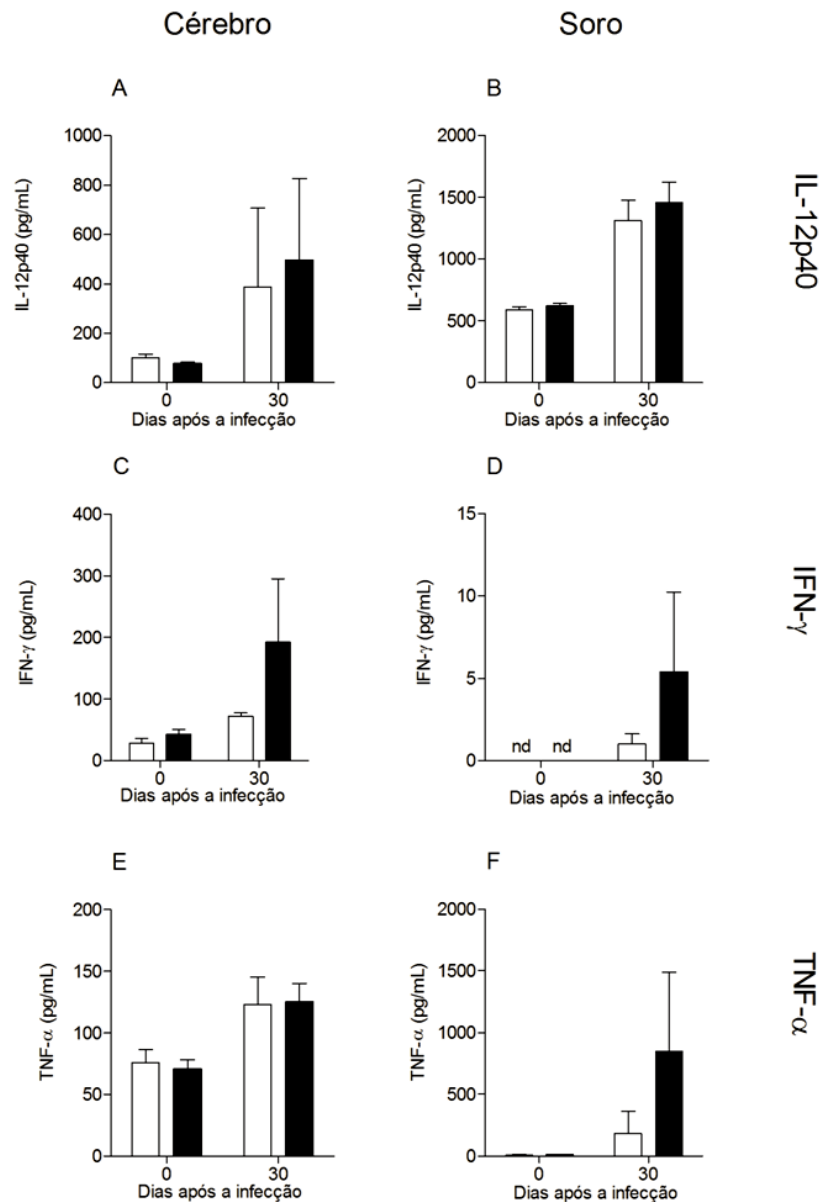 Cérebro
Soro
A
1000
800
600
400
200
0
IL-12p40 (pg/mL)
0
30
Dias após a infecção
B
2000
1500
1000
500
0
IL-12p40 (pg/mL)
0
30
Dias após a infecção
IL-12p40
C
400
300
200
100
0
IFN-γ (pg/mL)
0
30
Dias após a infecção
D
15
10
5
0
IFN-γ (pg/mL)
nd
nd
0
30
Dias após a infecção
IFN-γ
E
200
150
100
50
0
TNF-α (pg/mL)
0
30
Dias após a infecção
F
2000
1500
1000
500
0
TNF-α (pg/mL)
0
30
Dias após a infecção
TNF-α